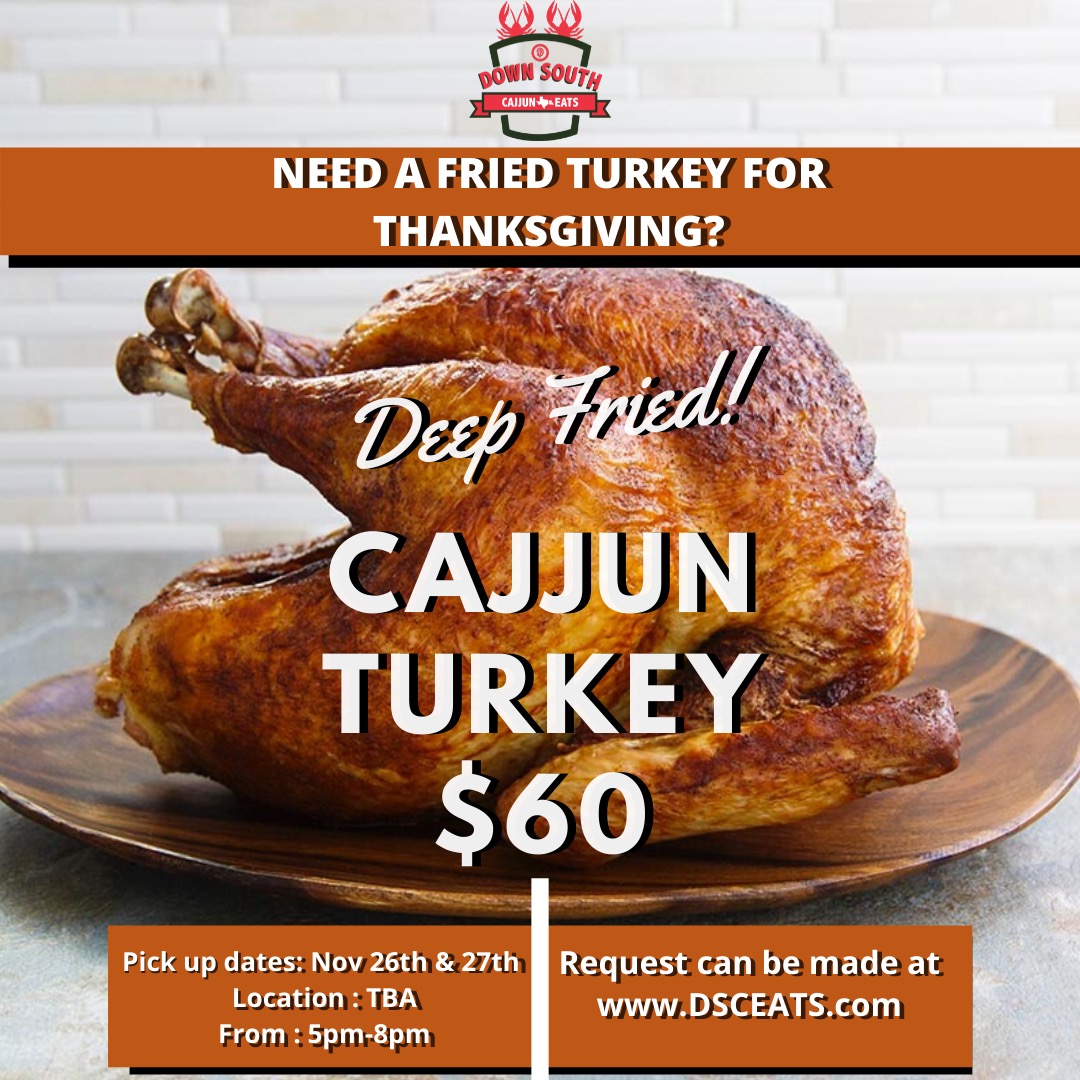 DOWN SOUTH
CAJJUN & EATS
NEED A FRIED TURKEY FOR
THANKSGIVING?
Deep Fried!
CAJJUN
TURKEY
$60
Pick up dates: Nov 26th & 27th
Location : TBA
From : 5pm-8pm
Request can be made at
www.DSCEATS.com